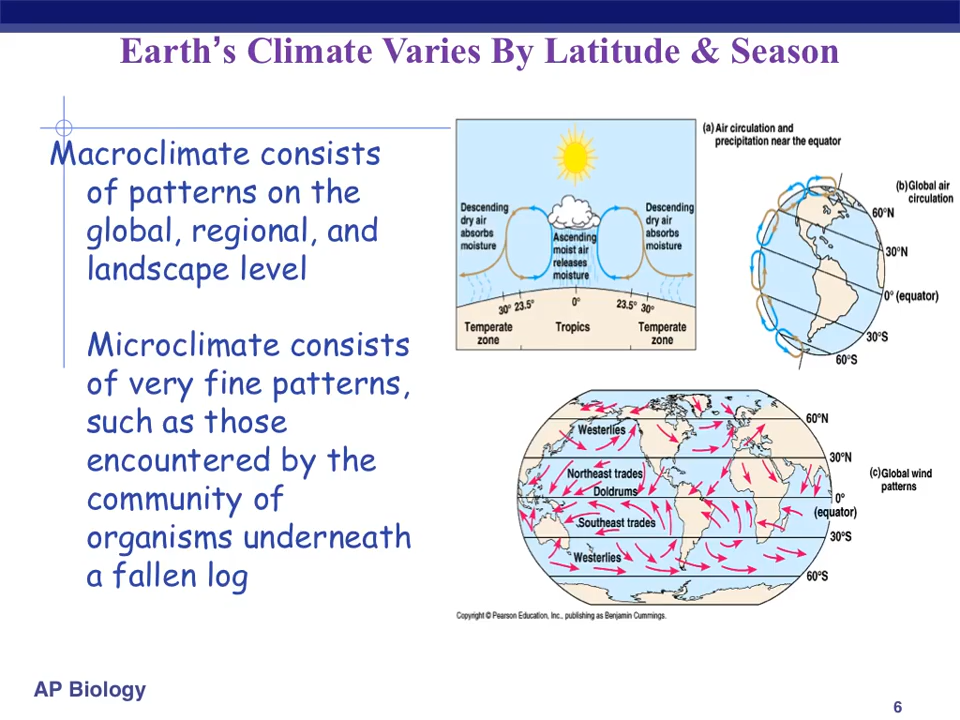 Earth’s Climate Varies By Latitude & Season
Macroclimate consists
of patterns on the
global, regional, and
landscape level
Microclimate consists
of very fine patterns,
such as those
encountered by the
community of
organisms underneath
a fallen log
(a) Air circulation and
precipitation near the equator
Descending
dry air
absorbs
moisture
Ascending
moist air
releases
moisture
Descending
dry air
absorbs
moisture
30° 23.5° 0° 23.5° 30°
Temperate
zone
Tropics
Temperate
zone
(b) Global air
circulation
60°N
30°N
0° (equator)
30°S
60°S
60°N
Westerlies
30°N
Northeast trades
Doldrums
0°
(equator)
Southeast trades
30°S
Westerlies
60°S
(c) Global wind
patterns
Copyright © Pearson Education, Inc., publishing as Benjamin Cummings.
AP Biology
6